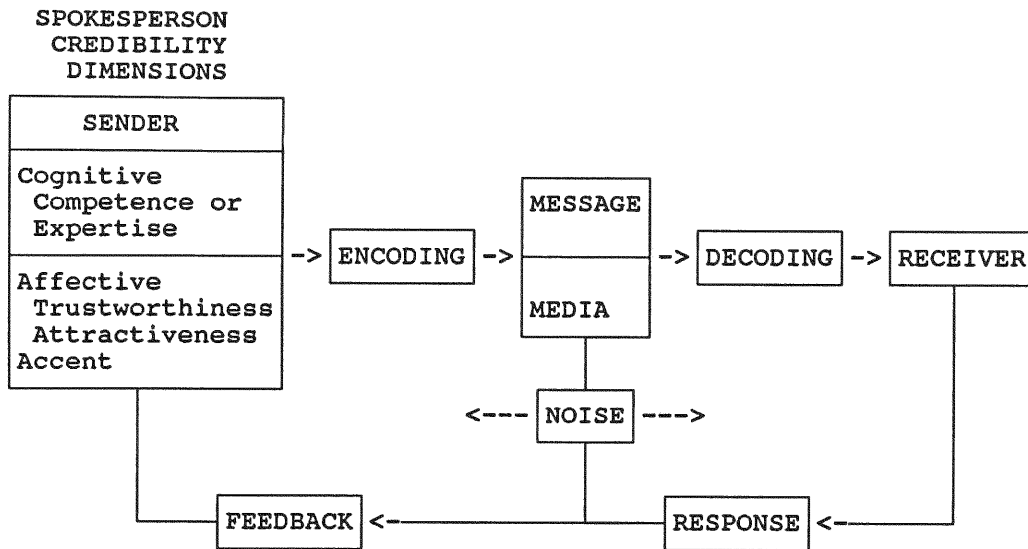 SPOKESPERSON
CREDIBILITY
DIMENSIONS
SENDER
Cognitive
Competence or
Expertise
Affective
Trustworthiness
Attractiveness
Accent
ENCODING
MESSAGE
MEDIA
DECODING
RECEIVER
NOISE
FEEDBACK
RESPONSE